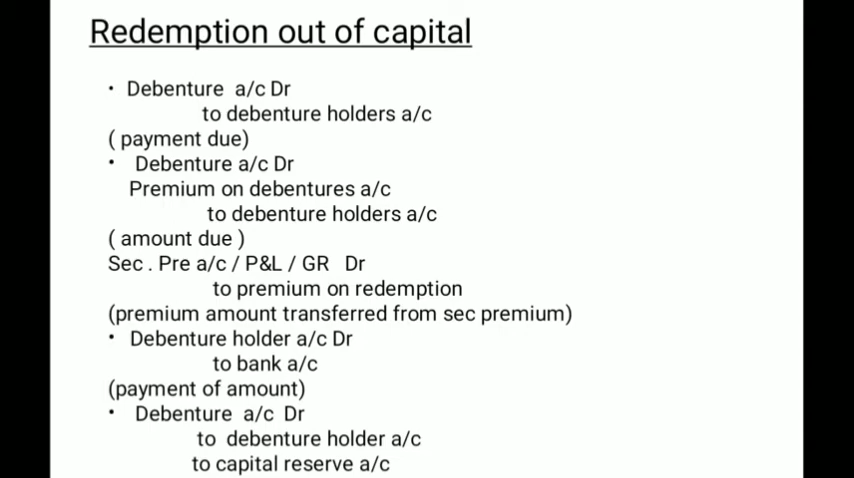 Redemption out of capital
• Debenture a/c Dr
to debenture holders a/c
( payment due)
• Debenture a/c Dr
Premium on debentures a/c
to debenture holders a/c
( amount due )
Sec . Pre a/c / P&L / GR Dr
to premium on redemption
(premium amount transferred from sec premium)
• Debenture holder a/c Dr
to bank a/c
(payment of amount)
• Debenture a/c Dr
to debenture holder a/c
to capital reserve a/c